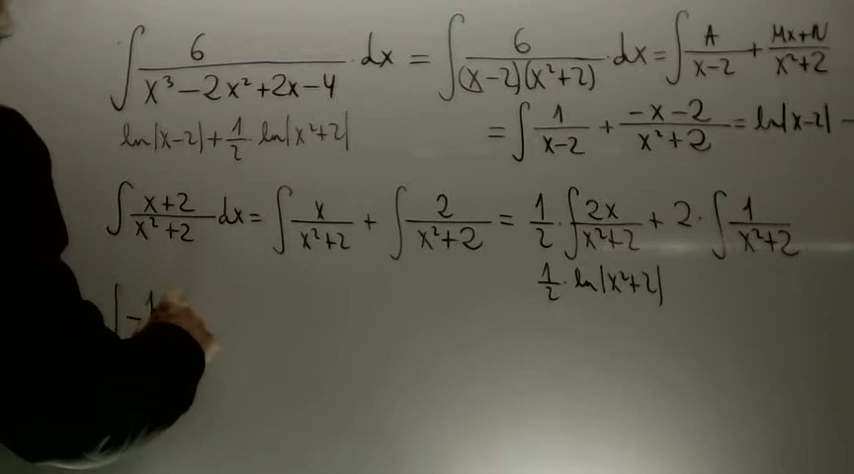 ∫ 6/(x³-2x²+2x-4) · dx = ∫ 6/((x-2)(x²+2)) · dx = ∫ A/(x-2) + (Mx+N)/(x²+2)
ln|x-2| + 1/2 ln|x²+2| = ∫ 1/(x-2) + (-x-2)/(x²+2) = ln|x-2| -
∫ (x+2)/(x²+2) dx = ∫ x/(x²+2) + ∫ 2/(x²+2) = 1/2 · ∫ 2x/(x²+2) + 2 · ∫ 1/(x²+2)
1/2 · ln|x²+2|